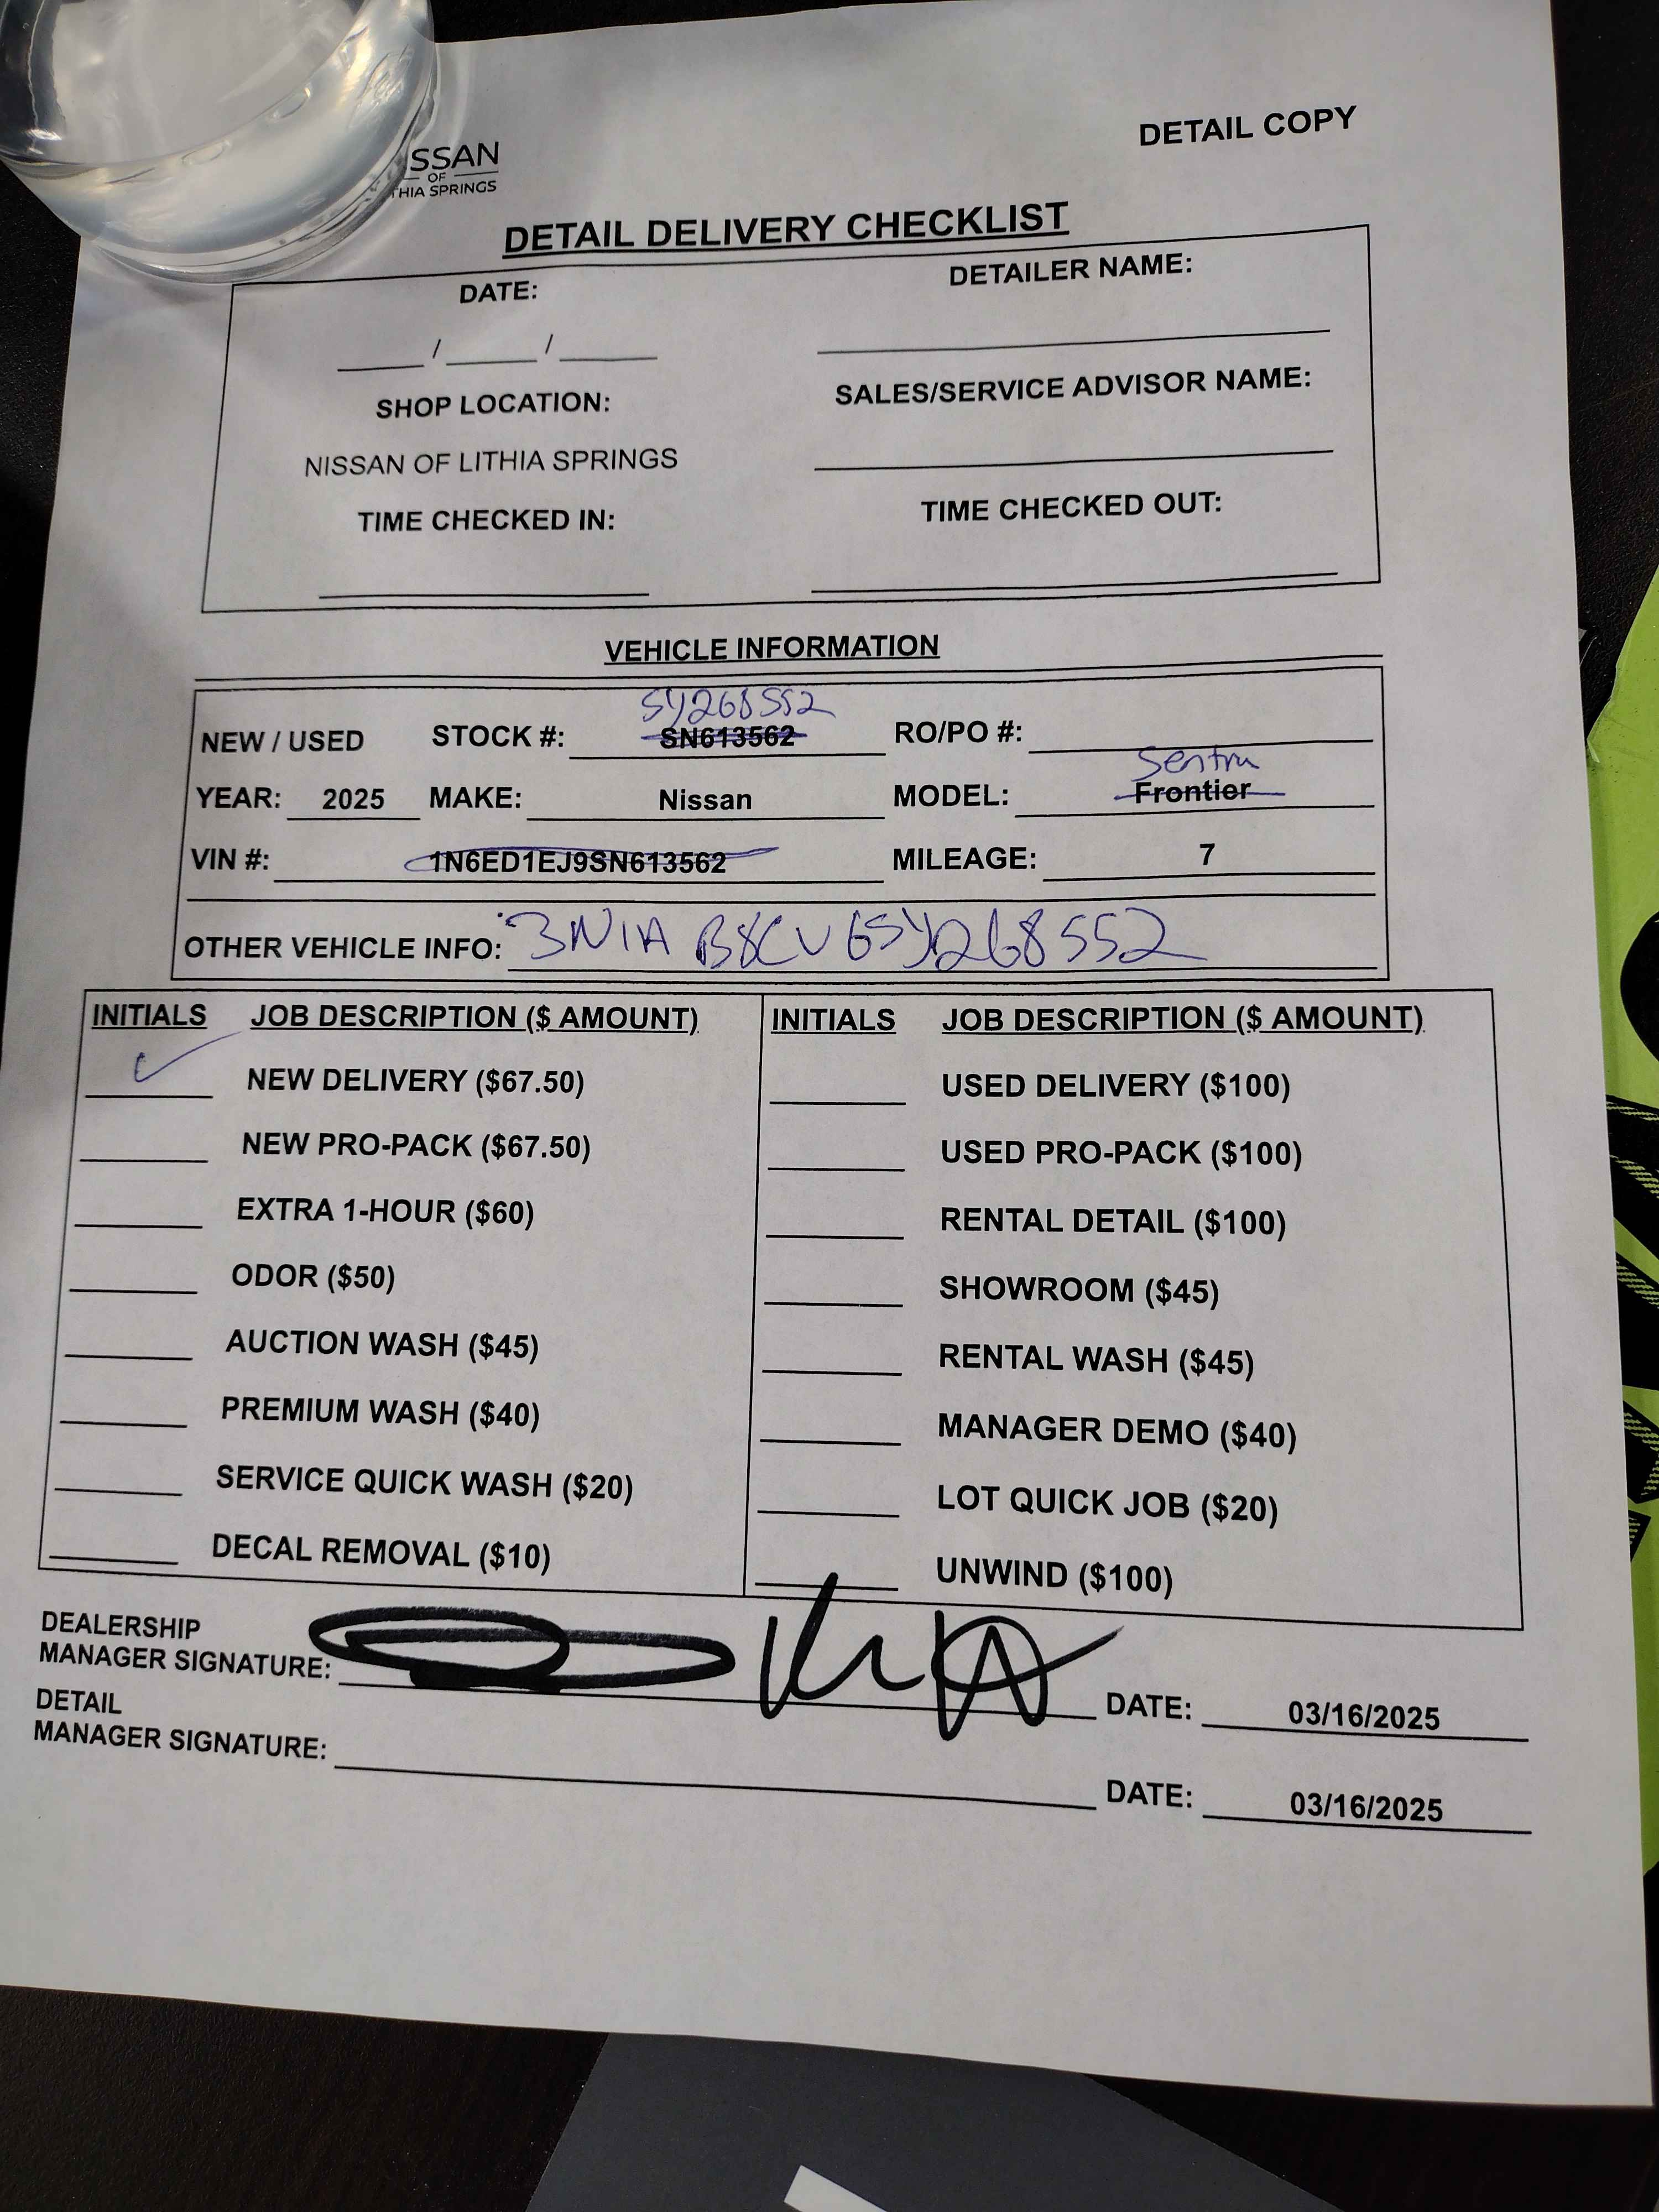 SSAN
OF
THIA SPRINGS
DETAIL COPY
DETAIL DELIVERY CHECKLIST
DATE:
DETAILER NAME:
____ / ____ / ____
SHOP LOCATION:
SALES/SERVICE ADVISOR NAME:
NISSAN OF LITHIA SPRINGS
TIME CHECKED IN:
TIME CHECKED OUT:
VEHICLE INFORMATION
SY268552
NEW / USED STOCK #: SN613562 RO/PO #:
Sentra
YEAR: 2025 MAKE: Nissan MODEL: Frontier
VIN #: 1N6ED1EJ9SN613562 MILEAGE: 7
OTHER VEHICLE INFO: 3N1AB8CV6SY268552
INITIALS JOB DESCRIPTION ($ AMOUNT) INITIALS JOB DESCRIPTION ($ AMOUNT)
✓ NEW DELIVERY ($67.50) USED DELIVERY ($100)
NEW PRO-PACK ($67.50) USED PRO-PACK ($100)
EXTRA 1-HOUR ($60) RENTAL DETAIL ($100)
ODOR ($50) SHOWROOM ($45)
AUCTION WASH ($45) RENTAL WASH ($45)
PREMIUM WASH ($40) MANAGER DEMO ($40)
SERVICE QUICK WASH ($20) LOT QUICK JOB ($20)
DECAL REMOVAL ($10) UNWIND ($100)
DEALERSHIP
MANAGER SIGNATURE: DATE: 03/16/2025
DETAIL
MANAGER SIGNATURE: DATE: 03/16/2025